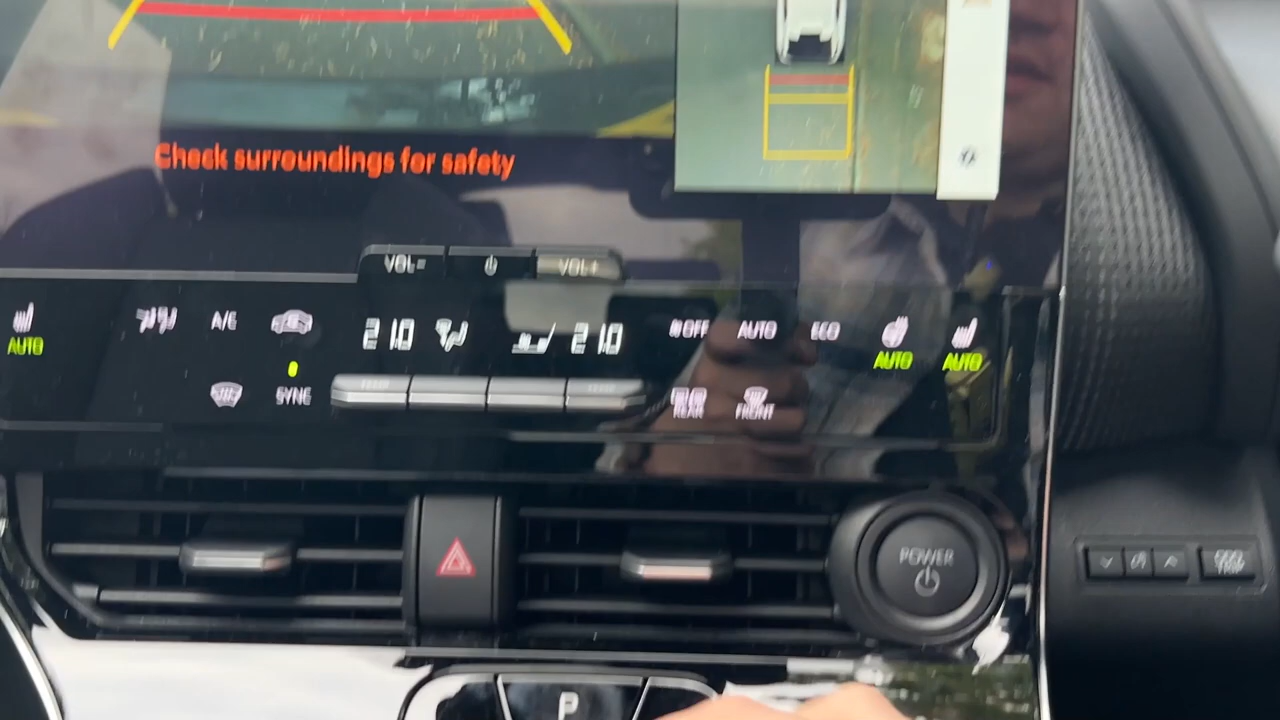 Check surroundings for safety
VOL-
VOL+
A/C
21.0
21.0
OFF
AUTO
ECO
AUTO
AUTO
AUTO
SYNC
REAR
FRONT
POWER
P